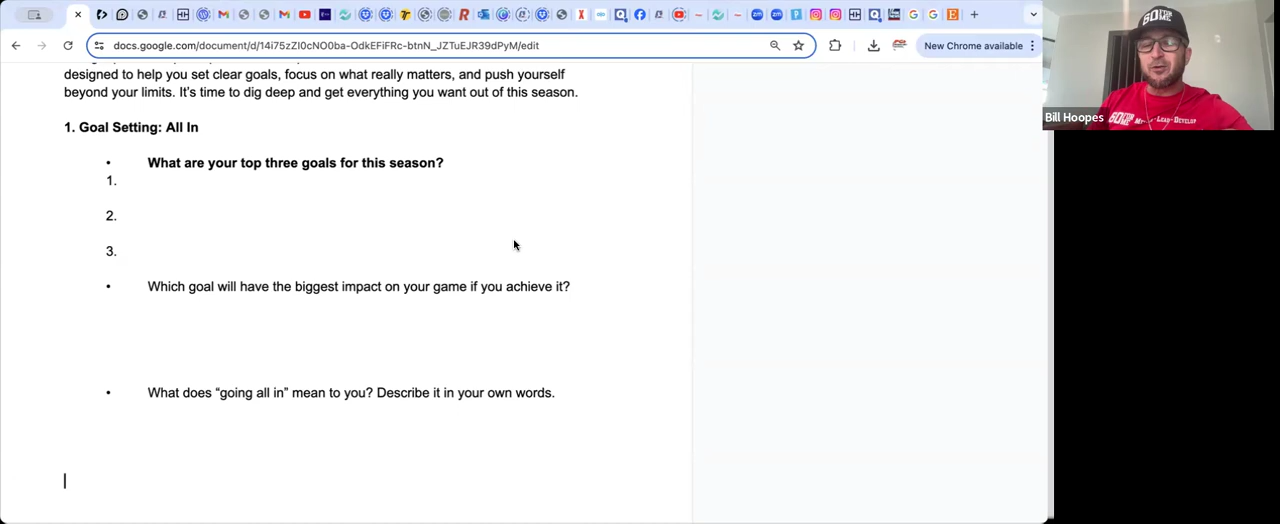 New Chrome available
docs.google.com/document/d/14i75zZI0cNO0ba-OdkEFiFRc-btnN_JZTuEJR39dPyM/edit
designed to help you set clear goals, focus on what really matters, and push yourself
beyond your limits. It’s time to dig deep and get everything you want out of this season.
1. Goal Setting: All In
• What are your top three goals for this season?
1.
2.
3.
• Which goal will have the biggest impact on your game if you achieve it?
• What does “going all in” mean to you? Describe it in your own words.
Bill Hoopes